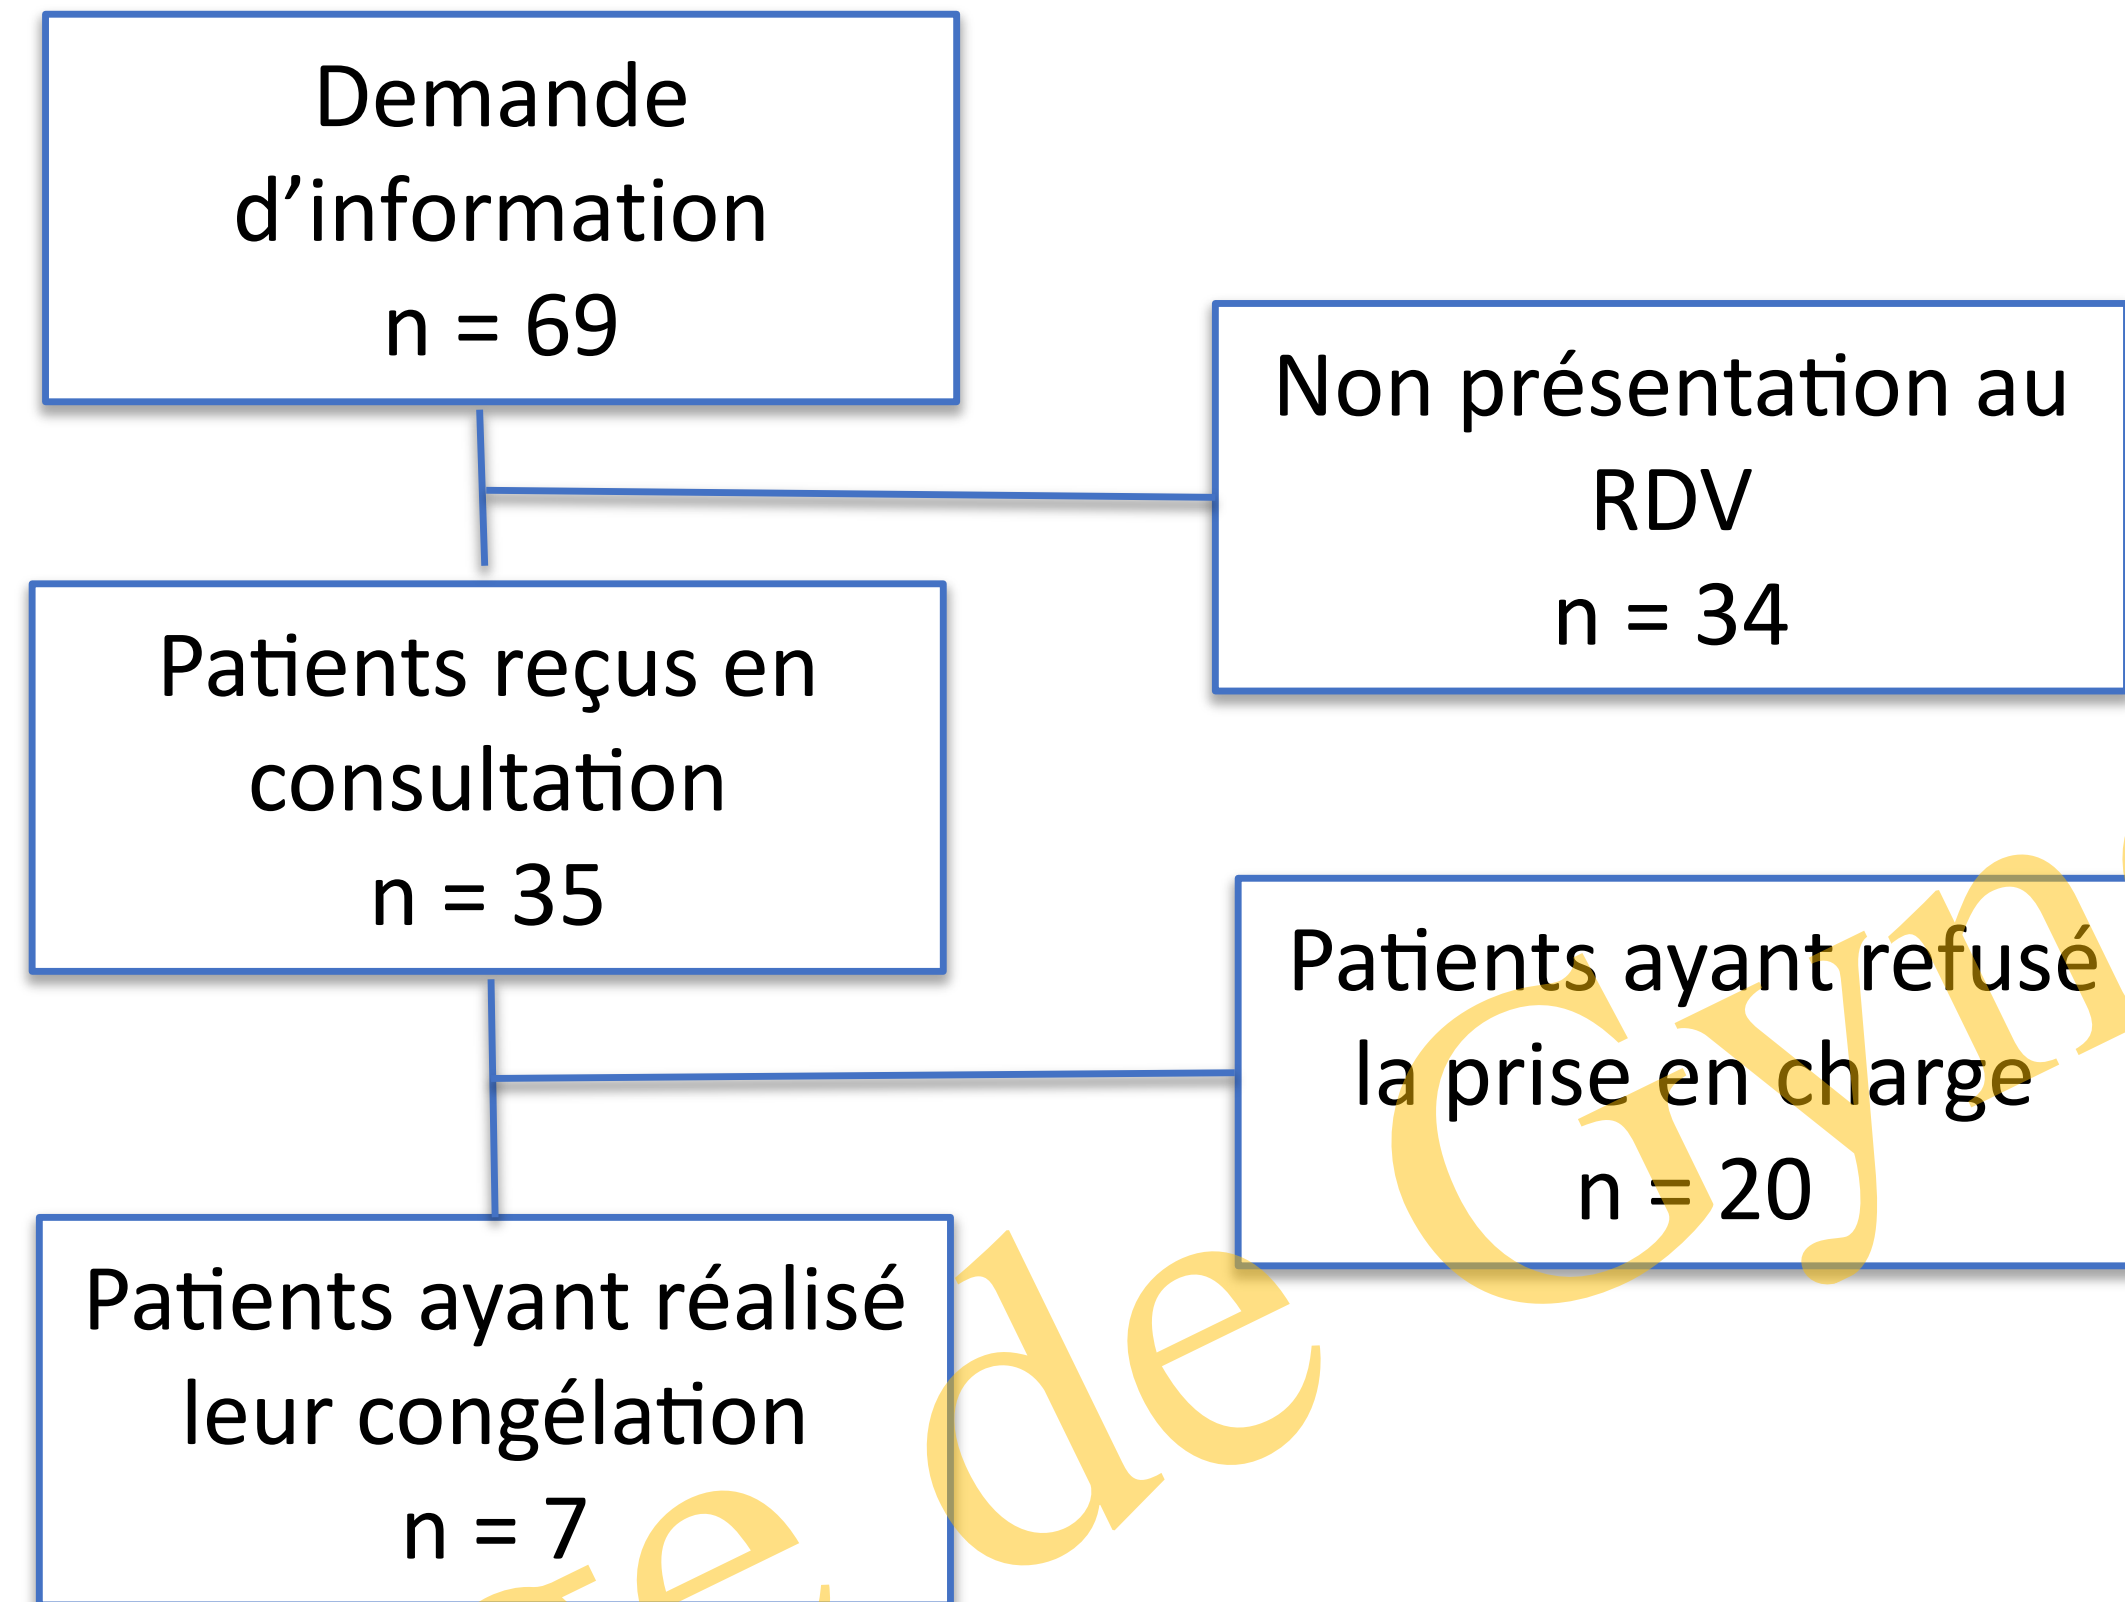 Demande
d’information
n = 69
Non présentation au
RDV
n = 34
Patients reçus en
consultation
n = 35
Patients ayant refusé
la prise en charge
n = 20
Patients ayant réalisé
leur congélation
n = 7
de